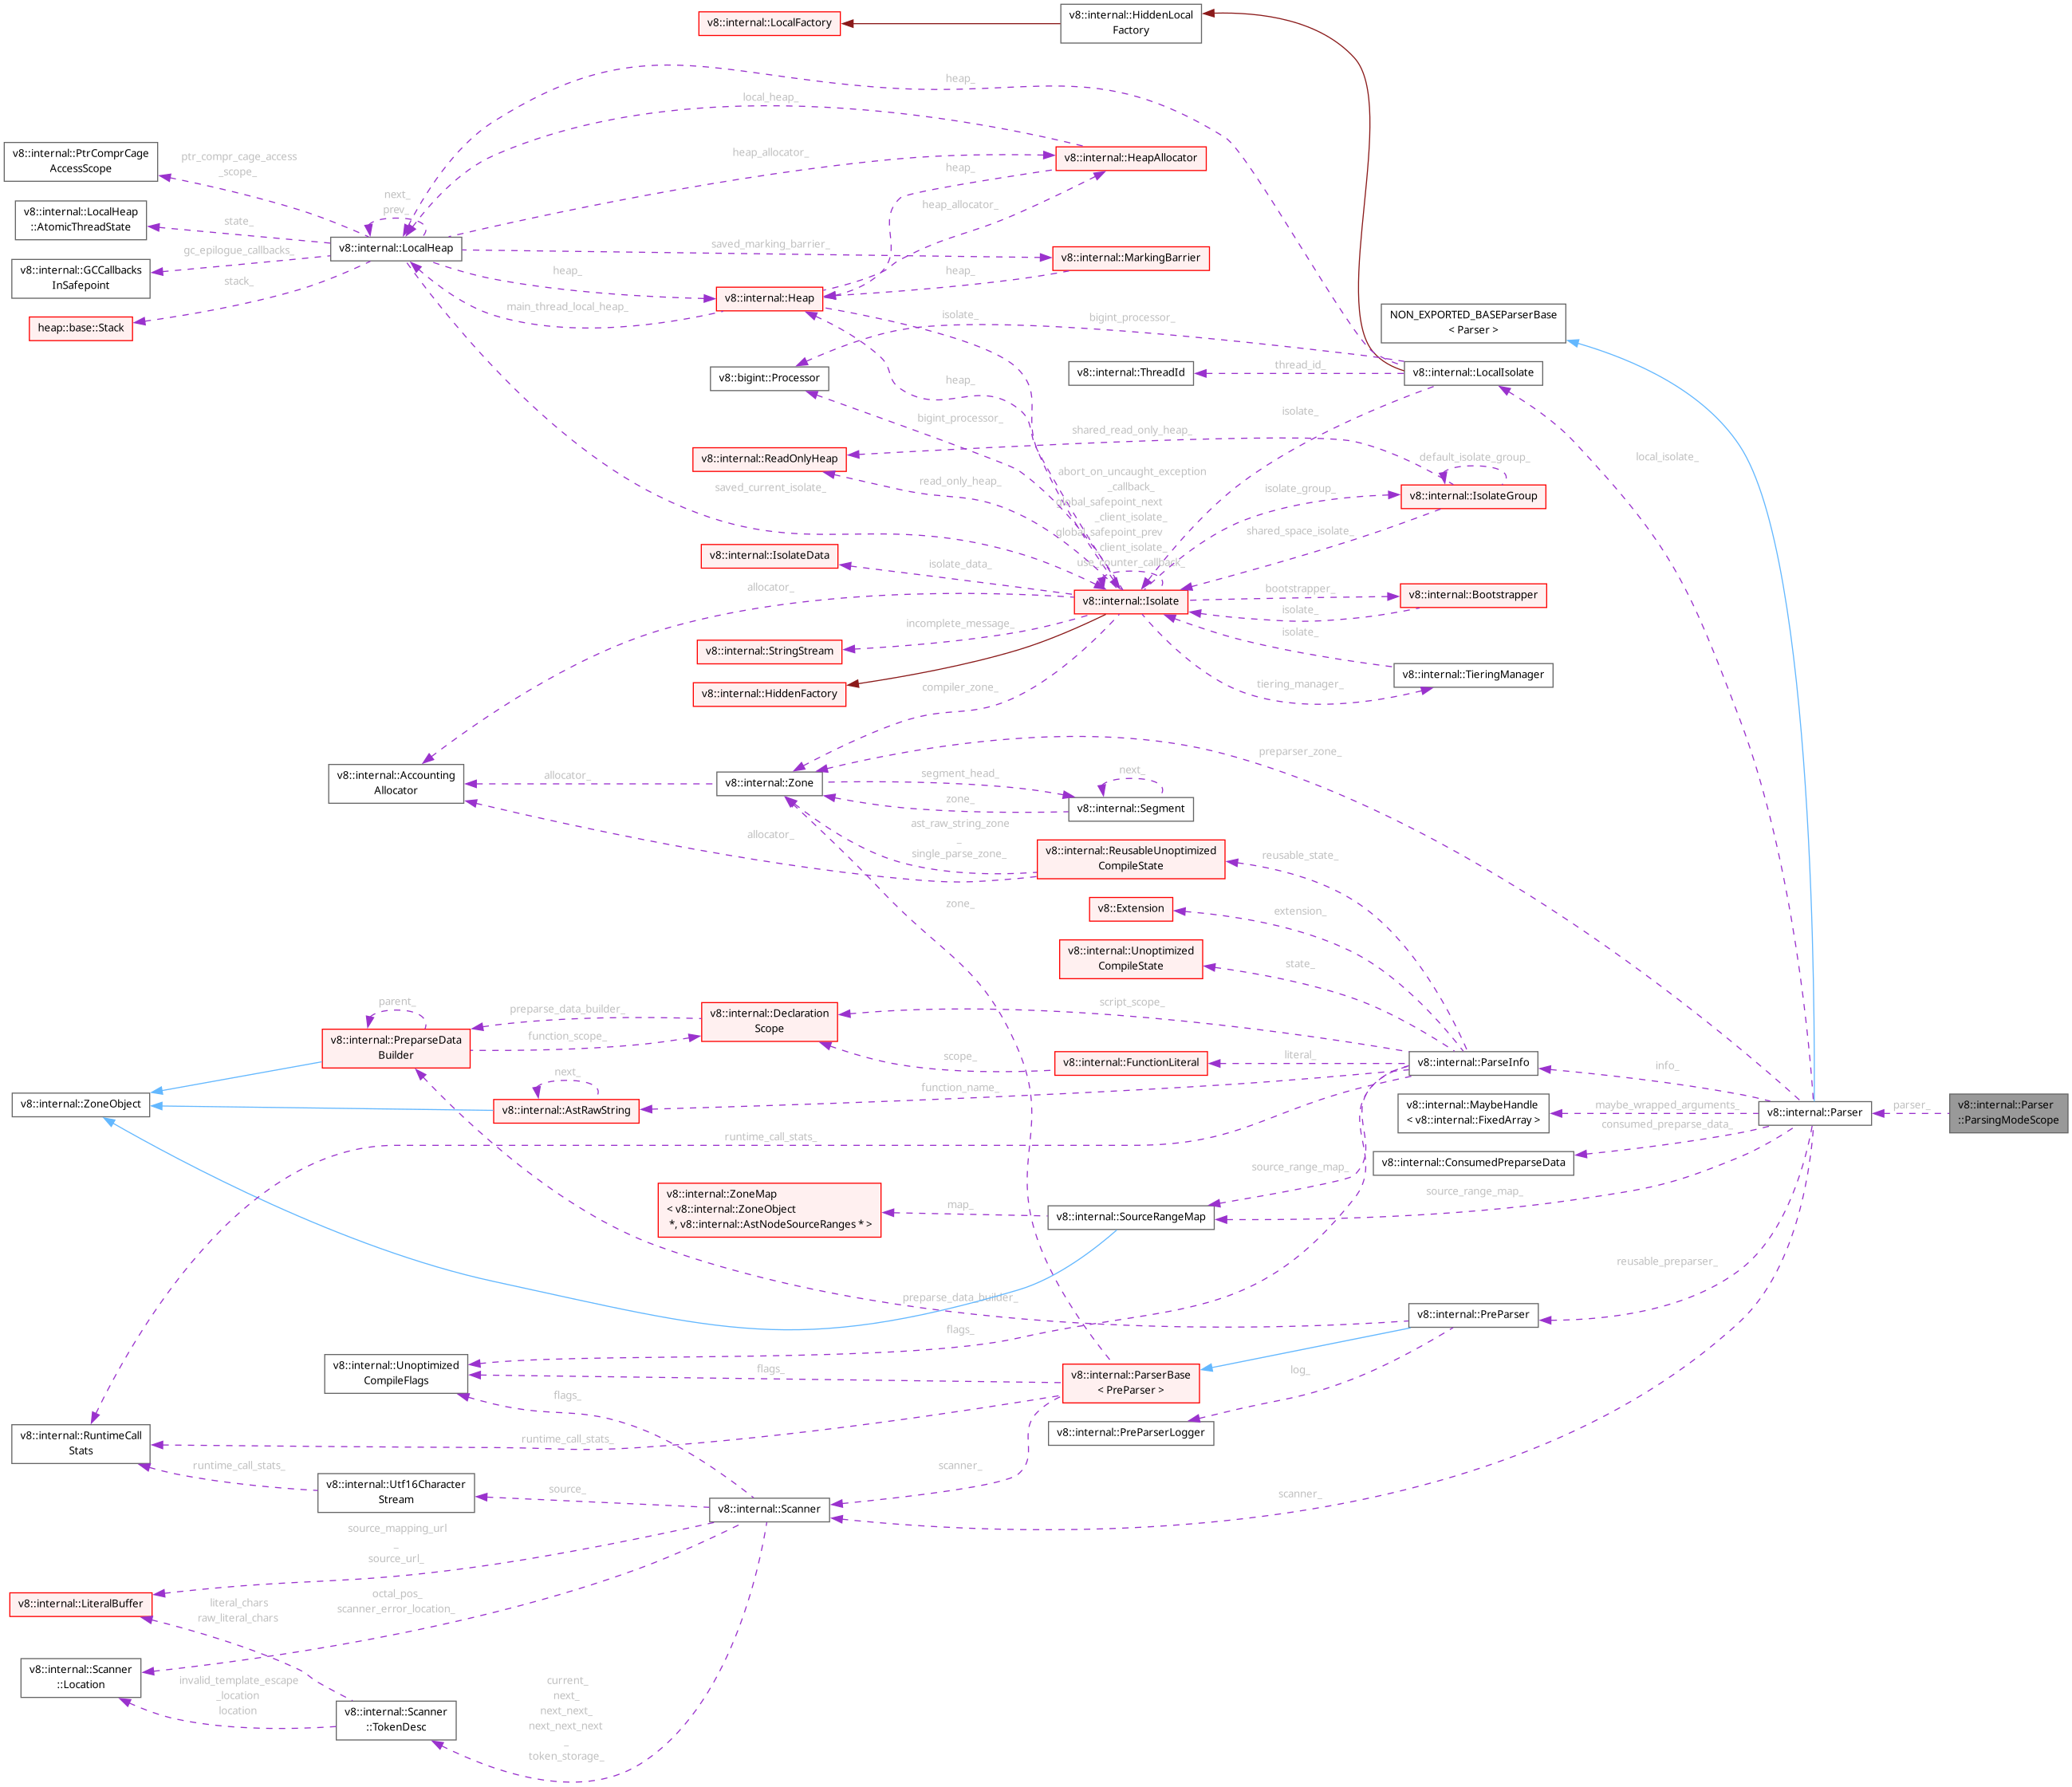 v8::internal::LocalFactory
v8::internal::HiddenLocal
Factory
heap_
local_heap_
v8::internal::PtrComprCage
AccessScope
ptr_compr_cage_access
_scope_
heap_allocator_
heap_
v8::internal::HeapAllocator
v8::internal::LocalHeap
::AtomicThreadState
state_
next_
prev_
v8::internal::LocalHeap
heap_allocator_
saved_marking_barrier_
v8::internal::MarkingBarrier
gc_epilogue_callbacks_
v8::internal::GCCallbacks
InSafepoint
stack_
heap_
heap_
v8::internal::Heap
main_thread_local_heap_
heap::base::Stack
isolate_
bigint_processor_
NON_EXPORTED_BASEParserBase
< Parser >
v8::bigint::Processor
heap_
v8::internal::ThreadId
thread_id_
v8::internal::LocalIsolate
bigint_processor_
isolate_
shared_read_only_heap_
v8::internal::ReadOnlyHeap
read_only_heap_
saved_current_isolate_
abort_on_uncaught_exception
_callback_
global_safepoint_next
_client_isolate_
global_safepoint_prev
_client_isolate_
use_counter_callback_
isolate_group_
default_isolate_group_
v8::internal::IsolateGroup
local_isolate_
shared_space_isolate_
v8::internal::IsolateData
isolate_data_
allocator_
v8::internal::Isolate
bootstrapper_
isolate_
v8::internal::Bootstrapper
incomplete_message_
v8::internal::StringStream
isolate_
v8::internal::HiddenFactory
compiler_zone_
tiering_manager_
v8::internal::TieringManager
preparser_zone_
v8::internal::Accounting
Allocator
allocator_
v8::internal::Zone
segment_head_
zone_
next_
v8::internal::Segment
allocator_
ast_raw_string_zone
_
single_parse_zone_
v8::internal::ReusableUnoptimized
CompileState
reusable_state_
zone_
v8::Extension
extension_
v8::internal::Unoptimized
CompileState
state_
parent_
v8::internal::PreparseData
Builder
preparse_data_builder_
function_scope_
v8::internal::Declaration
Scope
script_scope_
scope_
v8::internal::FunctionLiteral
literal_
v8::internal::ParseInfo
info_
v8::internal::ZoneObject
next_
v8::internal::AstRawString
function_name_
v8::internal::MaybeHandle
< v8::internal::FixedArray >
maybe_wrapped_arguments_
consumed_preparse_data_
v8::internal::Parser
parser_
v8::internal::Parser
::ParsingModeScope
runtime_call_stats_
v8::internal::ConsumedPreparseData
source_range_map_
source_range_map_
v8::internal::ZoneMap
< v8::internal::ZoneObject
*, v8::internal::AstNodeSourceRanges * >
map_
v8::internal::SourceRangeMap
reusable_preparser_
preparse_data_builder_
v8::internal::PreParser
flags_
v8::internal::Unoptimized
CompileFlags
flags_
flags_
v8::internal::ParserBase
< PreParser >
log_
v8::internal::PreParserLogger
v8::internal::RuntimeCall
Stats
runtime_call_stats_
runtime_call_stats_
v8::internal::Utf16Character
Stream
source_
scanner_
v8::internal::Scanner
scanner_
source_mapping_url
_
source_url_
v8::internal::LiteralBuffer
literal_chars
raw_literal_chars
octal_pos_
scanner_error_location_
v8::internal::Scanner
::Location
invalid_template_escape
_location
location
v8::internal::Scanner
::TokenDesc
current_
next_
next_next_
next_next_next
_
token_storage_